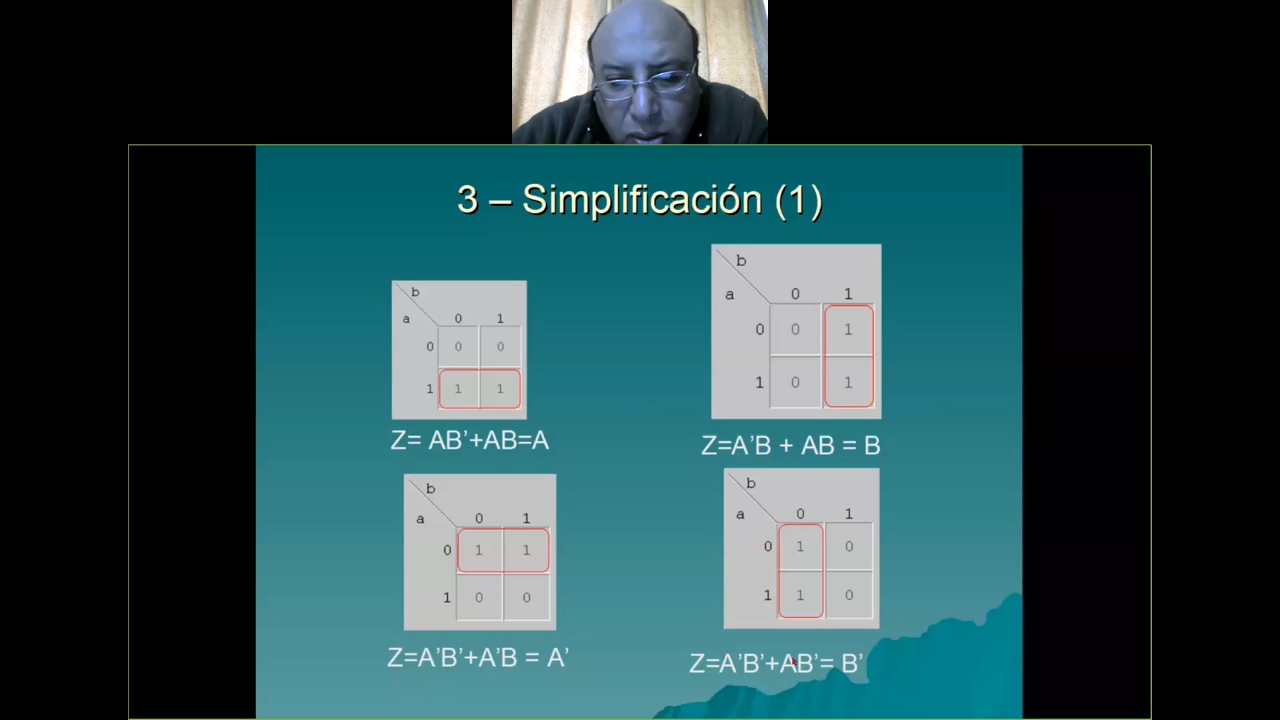 3 – Simplificación (1)
b
a
0 1
0 0 0
1 1 1
Z= AB’+AB=A
b
a
0 1
0 0 1
1 0 1
Z=A’B + AB = B
b
a
0 1
0 1 1
1 0 0
Z=A’B’+A’B = A’
b
a
0 1
0 1 0
1 1 0
Z=A’B’+AB’= B’